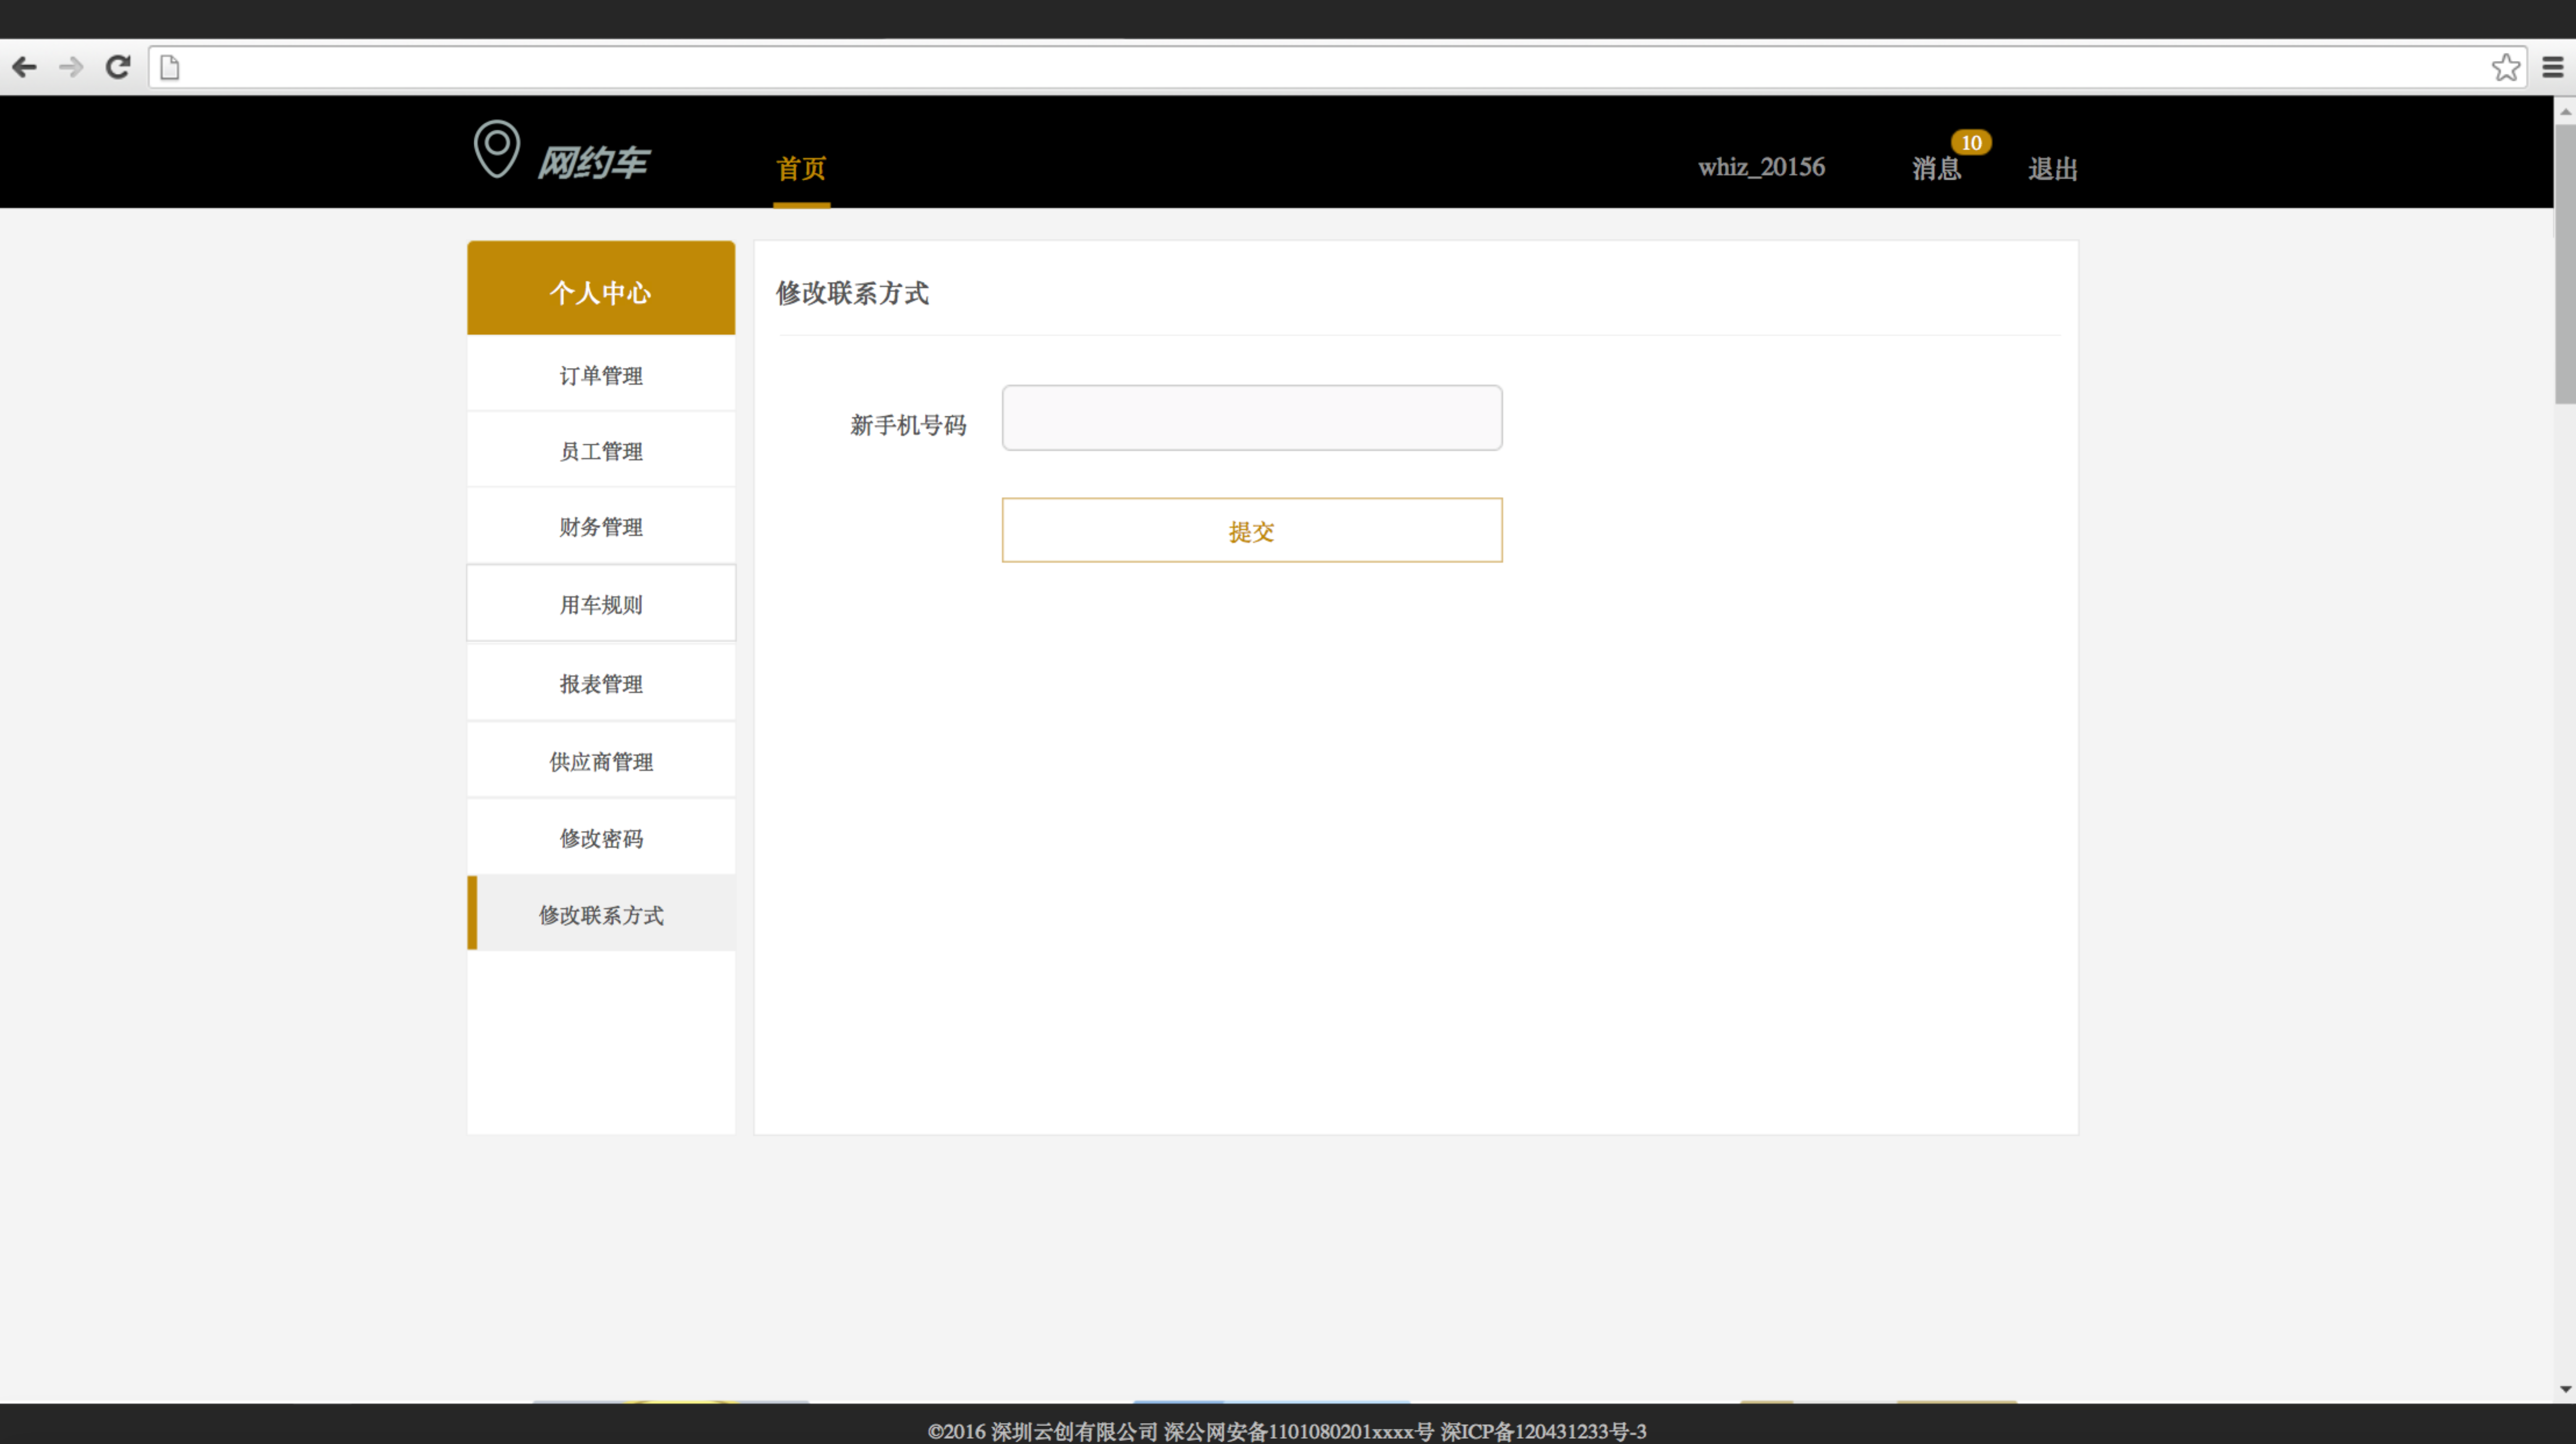 网约车
首页
whiz_20156
消息
10
退出
个人中心
订单管理
员工管理
财务管理
用车规则
报表管理
供应商管理
修改密码
修改联系方式
修改联系方式
新手机号码
提交
©2016 深圳云创有限公司 深公网安备1101080201xxxx号 深ICP备120431233号-3